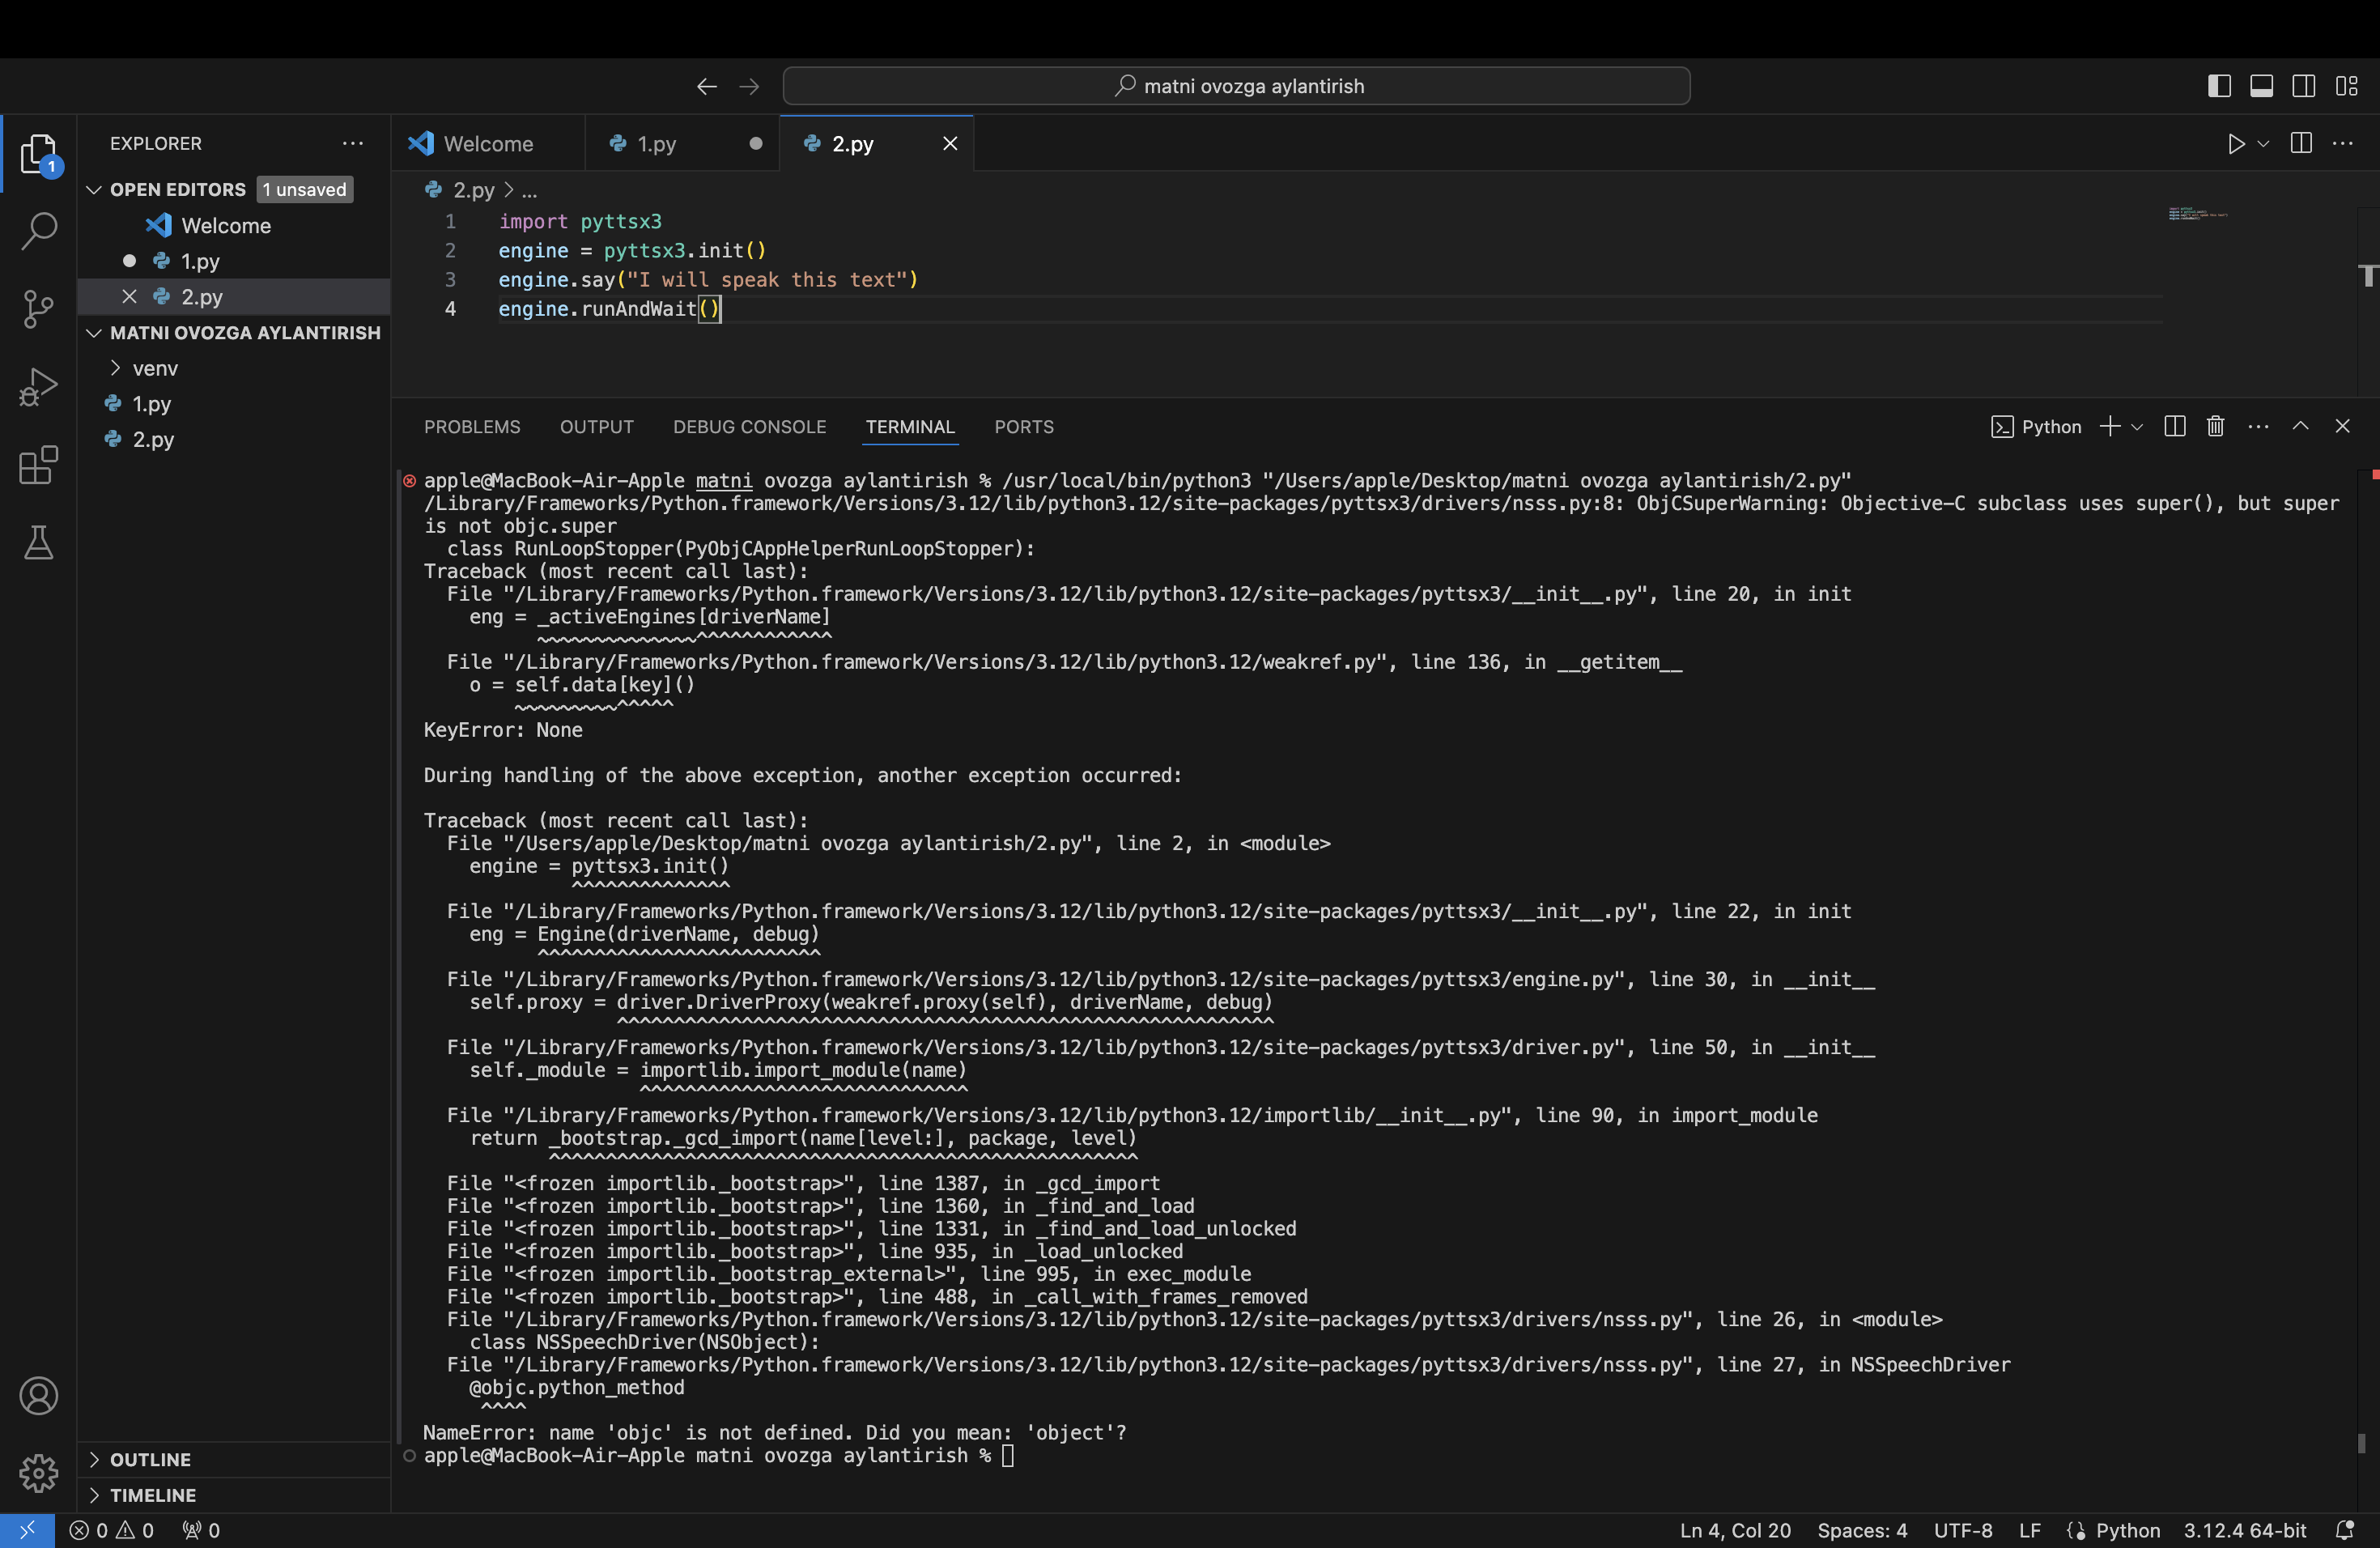 matni ovozga aylantirish
EXPLORER
Welcome
1.py
2.py
1
OPEN EDITORS
1 unsaved
Welcome
1.py
2.py
MATNI OVOZGA AYLANTIRISH
venv
1.py
2.py
OUTLINE
TIMELINE
2.py > ...
1 import pyttsx3
2 engine = pyttsx3.init()
3 engine.say("I will speak this text")
4 engine.runAndWait()
PROBLEMS OUTPUT DEBUG CONSOLE TERMINAL PORTS
Python
apple@MacBook-Air-Apple matni ovozga aylantirish % /usr/local/bin/python3 "/Users/apple/Desktop/matni ovozga aylantirish/2.py"
/Library/Frameworks/Python.framework/Versions/3.12/lib/python3.12/site-packages/pyttsx3/drivers/nsss.py:8: ObjCSuperWarning: Objective-C subclass uses super(), but super
is not objc.super
class RunLoopStopper(PyObjCAppHelperRunLoopStopper):
Traceback (most recent call last):
File "/Library/Frameworks/Python.framework/Versions/3.12/lib/python3.12/site-packages/pyttsx3/__init__.py", line 20, in init
eng = _activeEngines[driverName]
~~~~~~~~~~~~~~^^^^^^^^^^^^
File "/Library/Frameworks/Python.framework/Versions/3.12/lib/python3.12/weakref.py", line 136, in __getitem__
o = self.data[key]()
~~~~~~~~~^^^^^
KeyError: None
During handling of the above exception, another exception occurred:
Traceback (most recent call last):
File "/Users/apple/Desktop/matni ovozga aylantirish/2.py", line 2, in <module>
engine = pyttsx3.init()
^^^^^^^^^^^^^^
File "/Library/Frameworks/Python.framework/Versions/3.12/lib/python3.12/site-packages/pyttsx3/__init__.py", line 22, in init
eng = Engine(driverName, debug)
^^^^^^^^^^^^^^^^^^^^^^^^^
File "/Library/Frameworks/Python.framework/Versions/3.12/lib/python3.12/site-packages/pyttsx3/engine.py", line 30, in __init__
self.proxy = driver.DriverProxy(weakref.proxy(self), driverName, debug)
^^^^^^^^^^^^^^^^^^^^^^^^^^^^^^^^^^^^^^^^^^^^^^^^^^^^^^^^^^
File "/Library/Frameworks/Python.framework/Versions/3.12/lib/python3.12/site-packages/pyttsx3/driver.py", line 50, in __init__
self._module = importlib.import_module(name)
^^^^^^^^^^^^^^^^^^^^^^^^^^^^^
File "/Library/Frameworks/Python.framework/Versions/3.12/lib/python3.12/importlib/__init__.py", line 90, in import_module
return _bootstrap._gcd_import(name[level:], package, level)
^^^^^^^^^^^^^^^^^^^^^^^^^^^^^^^^^^^^^^^^^^^^^^^^^^^^
File "<frozen importlib._bootstrap>", line 1387, in _gcd_import
File "<frozen importlib._bootstrap>", line 1360, in _find_and_load
File "<frozen importlib._bootstrap>", line 1331, in _find_and_load_unlocked
File "<frozen importlib._bootstrap>", line 935, in _load_unlocked
File "<frozen importlib._bootstrap_external>", line 995, in exec_module
File "<frozen importlib._bootstrap>", line 488, in _call_with_frames_removed
File "/Library/Frameworks/Python.framework/Versions/3.12/lib/python3.12/site-packages/pyttsx3/drivers/nsss.py", line 26, in <module>
class NSSpeechDriver(NSObject):
File "/Library/Frameworks/Python.framework/Versions/3.12/lib/python3.12/site-packages/pyttsx3/drivers/nsss.py", line 27, in NSSpeechDriver
@objc.python_method
^^^^
NameError: name 'objc' is not defined. Did you mean: 'object'?
apple@MacBook-Air-Apple matni ovozga aylantirish %
0 0 0
Ln 4, Col 20 Spaces: 4 UTF-8 LF Python 3.12.4 64-bit